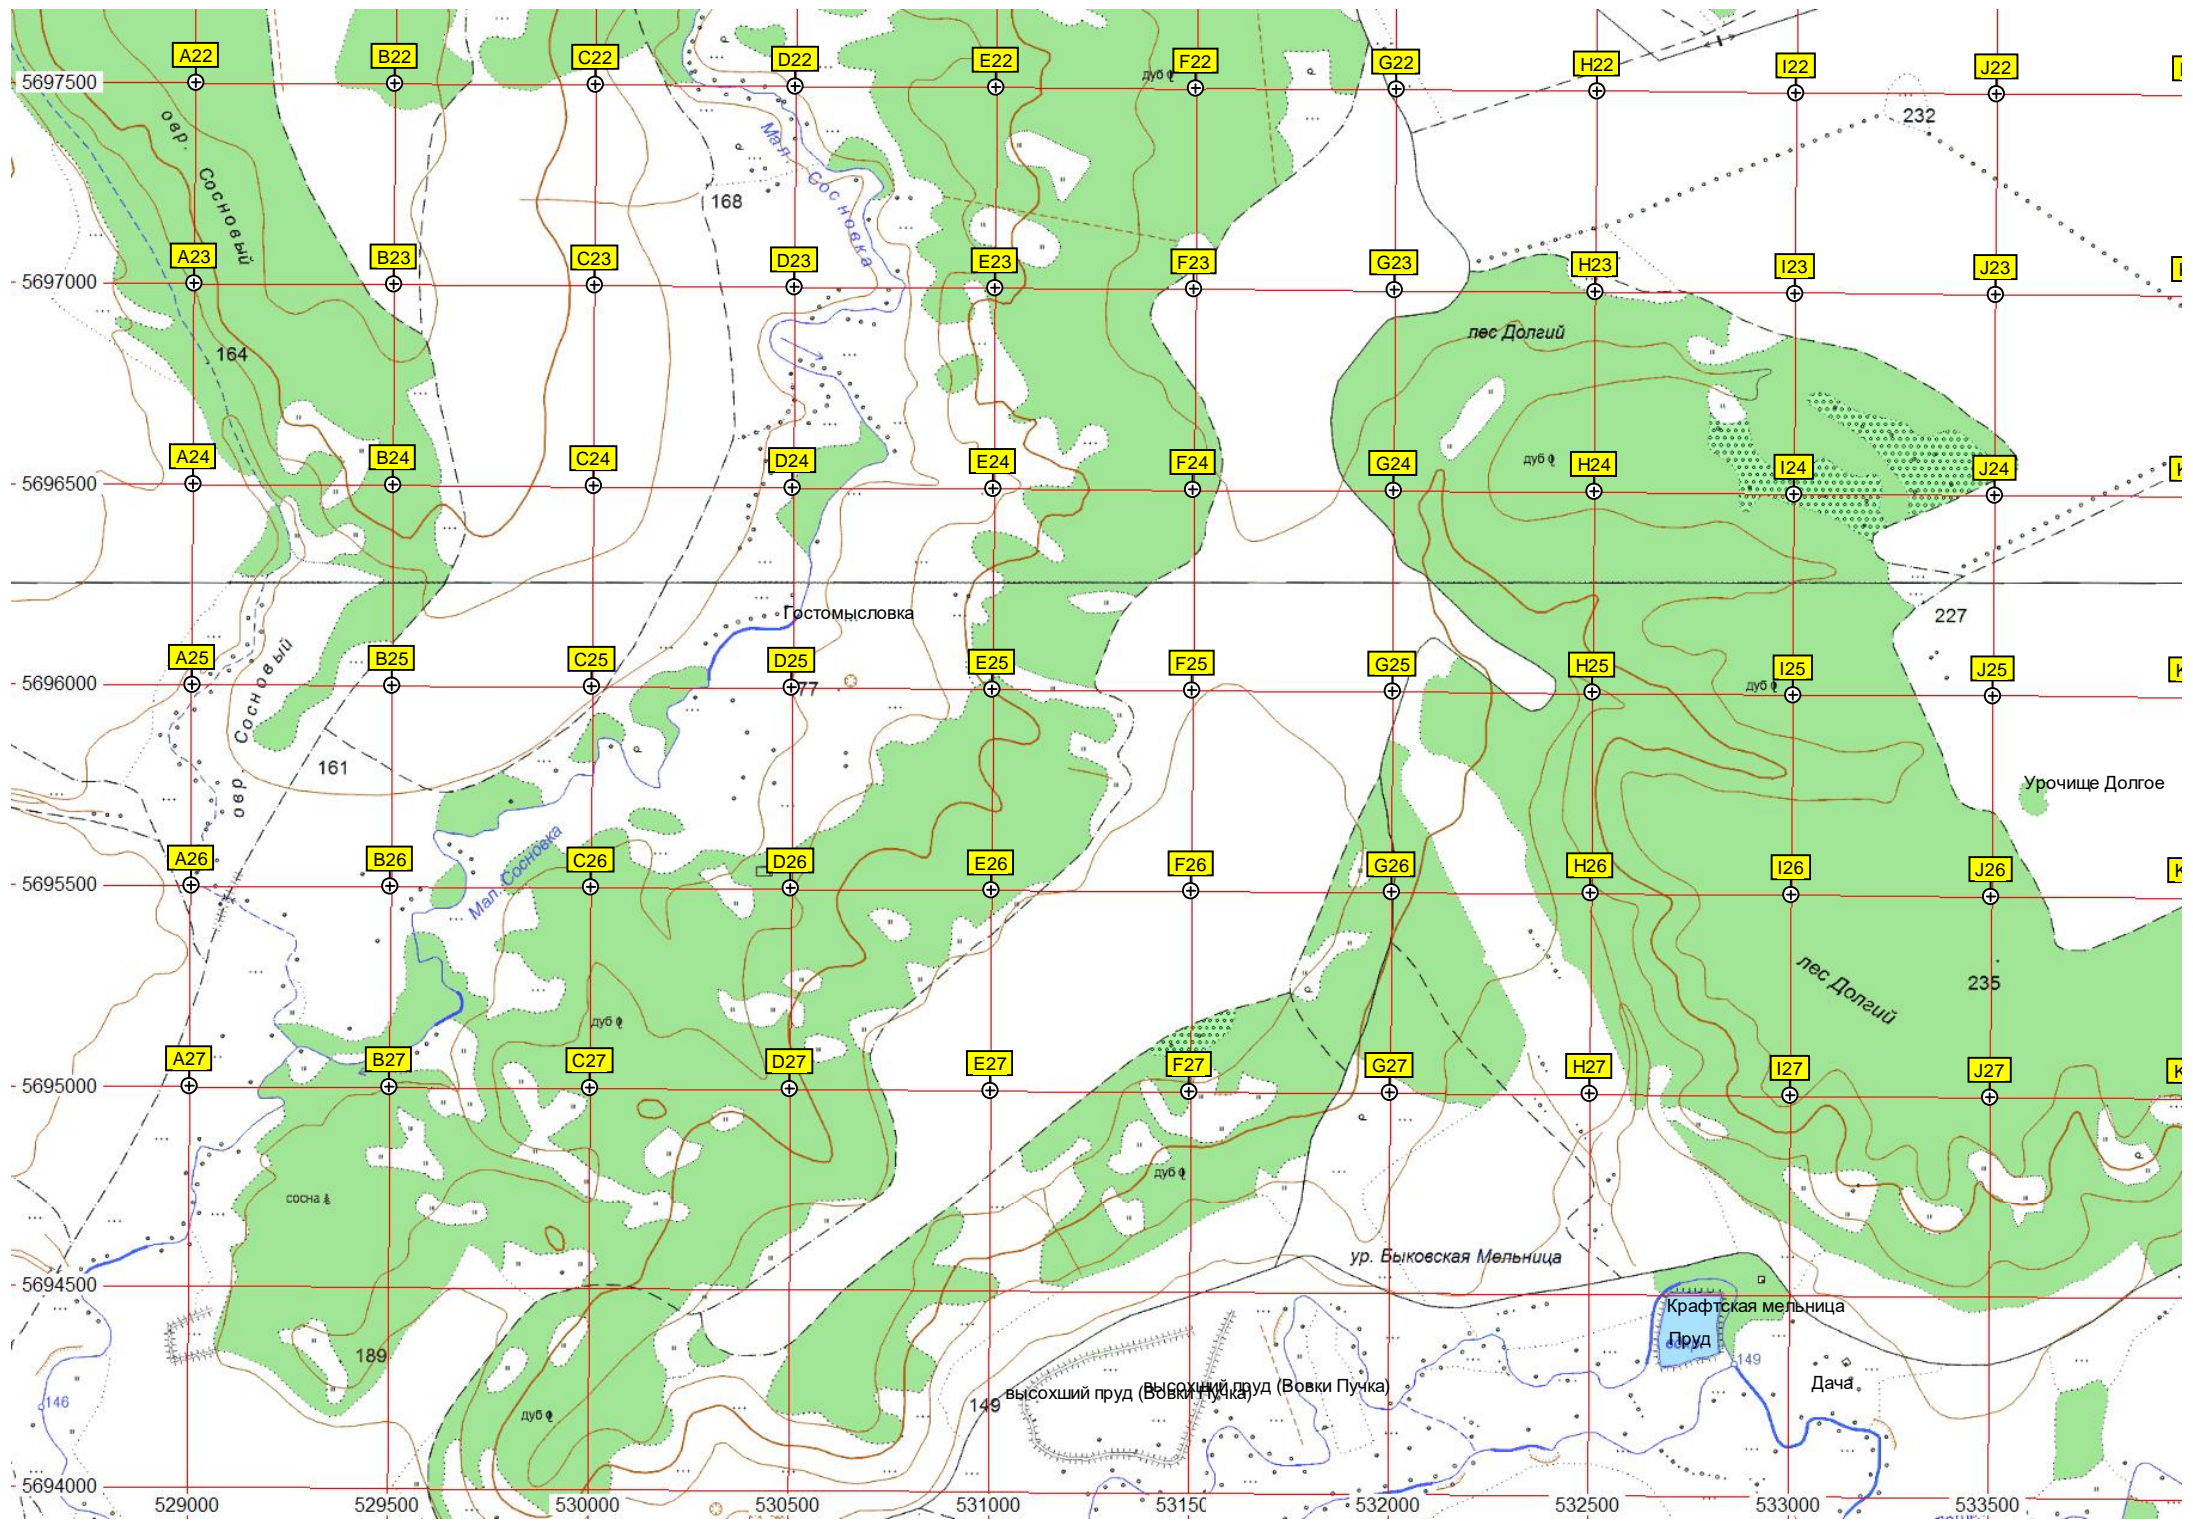 A22 B22 C22 D22 E22 F22 G22 H22 I22 J22
5697500
дуб
232
овр. Сосновый
Мал. Сосновка
168
A23 B23 C23 D23 E23 F23 G23 H23 I23 J23
5697000
лес Долгий
164
A24 B24 C24 D24 E24 F24 G24 H24 I24 J24
дуб
5696500
Гостомысловка
227
A25 B25 C25 D25 E25 F25 G25 H25 I25 J25
5696000
77
дуб
овр. Сосновый
161
Урочище Долгое
Мал. Сосновка
A26 B26 C26 D26 E26 F26 G26 H26 I26 J26
5695500
лес Долгий
235
дуб
A27 B27 C27 D27 E27 F27 G27 H27 I27 J27
5695000
дуб
сосна
ур. Быковская Мельница
5694500
Крафтская мельница
Пруд
149
189
Дача
высохший пруд (Вовки Пучка)
высохший пруд (Вовки Пучка)
146
149
дуб
5694000
529000 529500 530000 530500 531000 53150 532000 532500 533000 533500